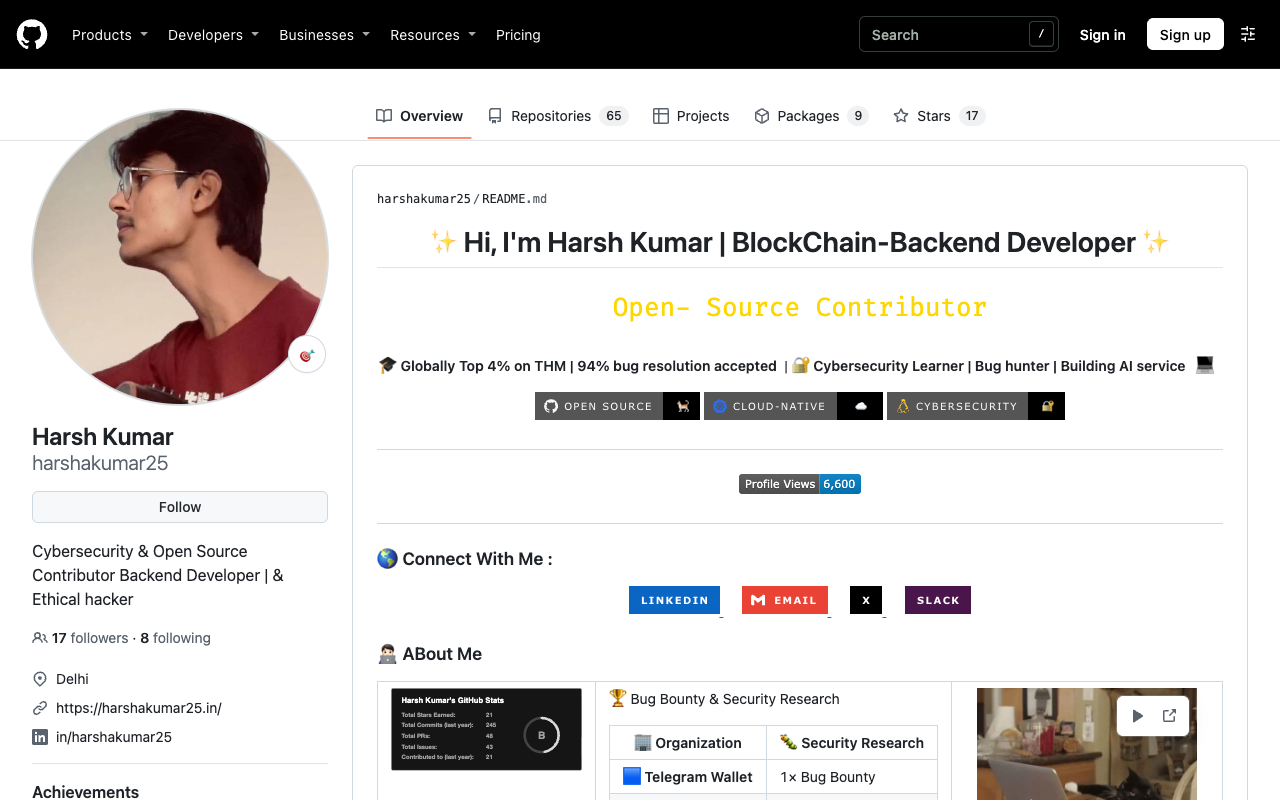 Products Developers Businesses Resources Pricing Search / Sign in Sign up
Overview Repositories 65 Projects Packages 9 Stars 17
harshakumar25/README.md
✨ Hi, I'm Harsh Kumar | BlockChain-Backend Developer ✨
Open- Source Contributor
🎓 Globally Top 4% on THM | 94% bug resolution accepted | 🔐 Cybersecurity Learner | Bug hunter | Building AI service 💻
OPEN SOURCE CLOUD-NATIVE CYBERSECURITY
Profile Views 6,600
🌎 Connect With Me :
LINKEDIN EMAIL X SLACK
👨🏻‍💻 ABout Me
Harsh Kumar's GitHub Stats
Total Stars Earned: 21
Total Commits (last year): 245
Total PRs: 48
Total Issues: 43
Contributed to (last year): 21
B
🏆 Bug Bounty & Security Research
🏢 Organization 🐛 Security Research
🟦 Telegram Wallet 1× Bug Bounty
Harsh Kumar
harshakumar25
Follow
Cybersecurity & Open Source
Contributor Backend Developer | &
Ethical hacker
17 followers · 8 following
Delhi
https://harshakumar25.in/
in/harshakumar25
Achievements